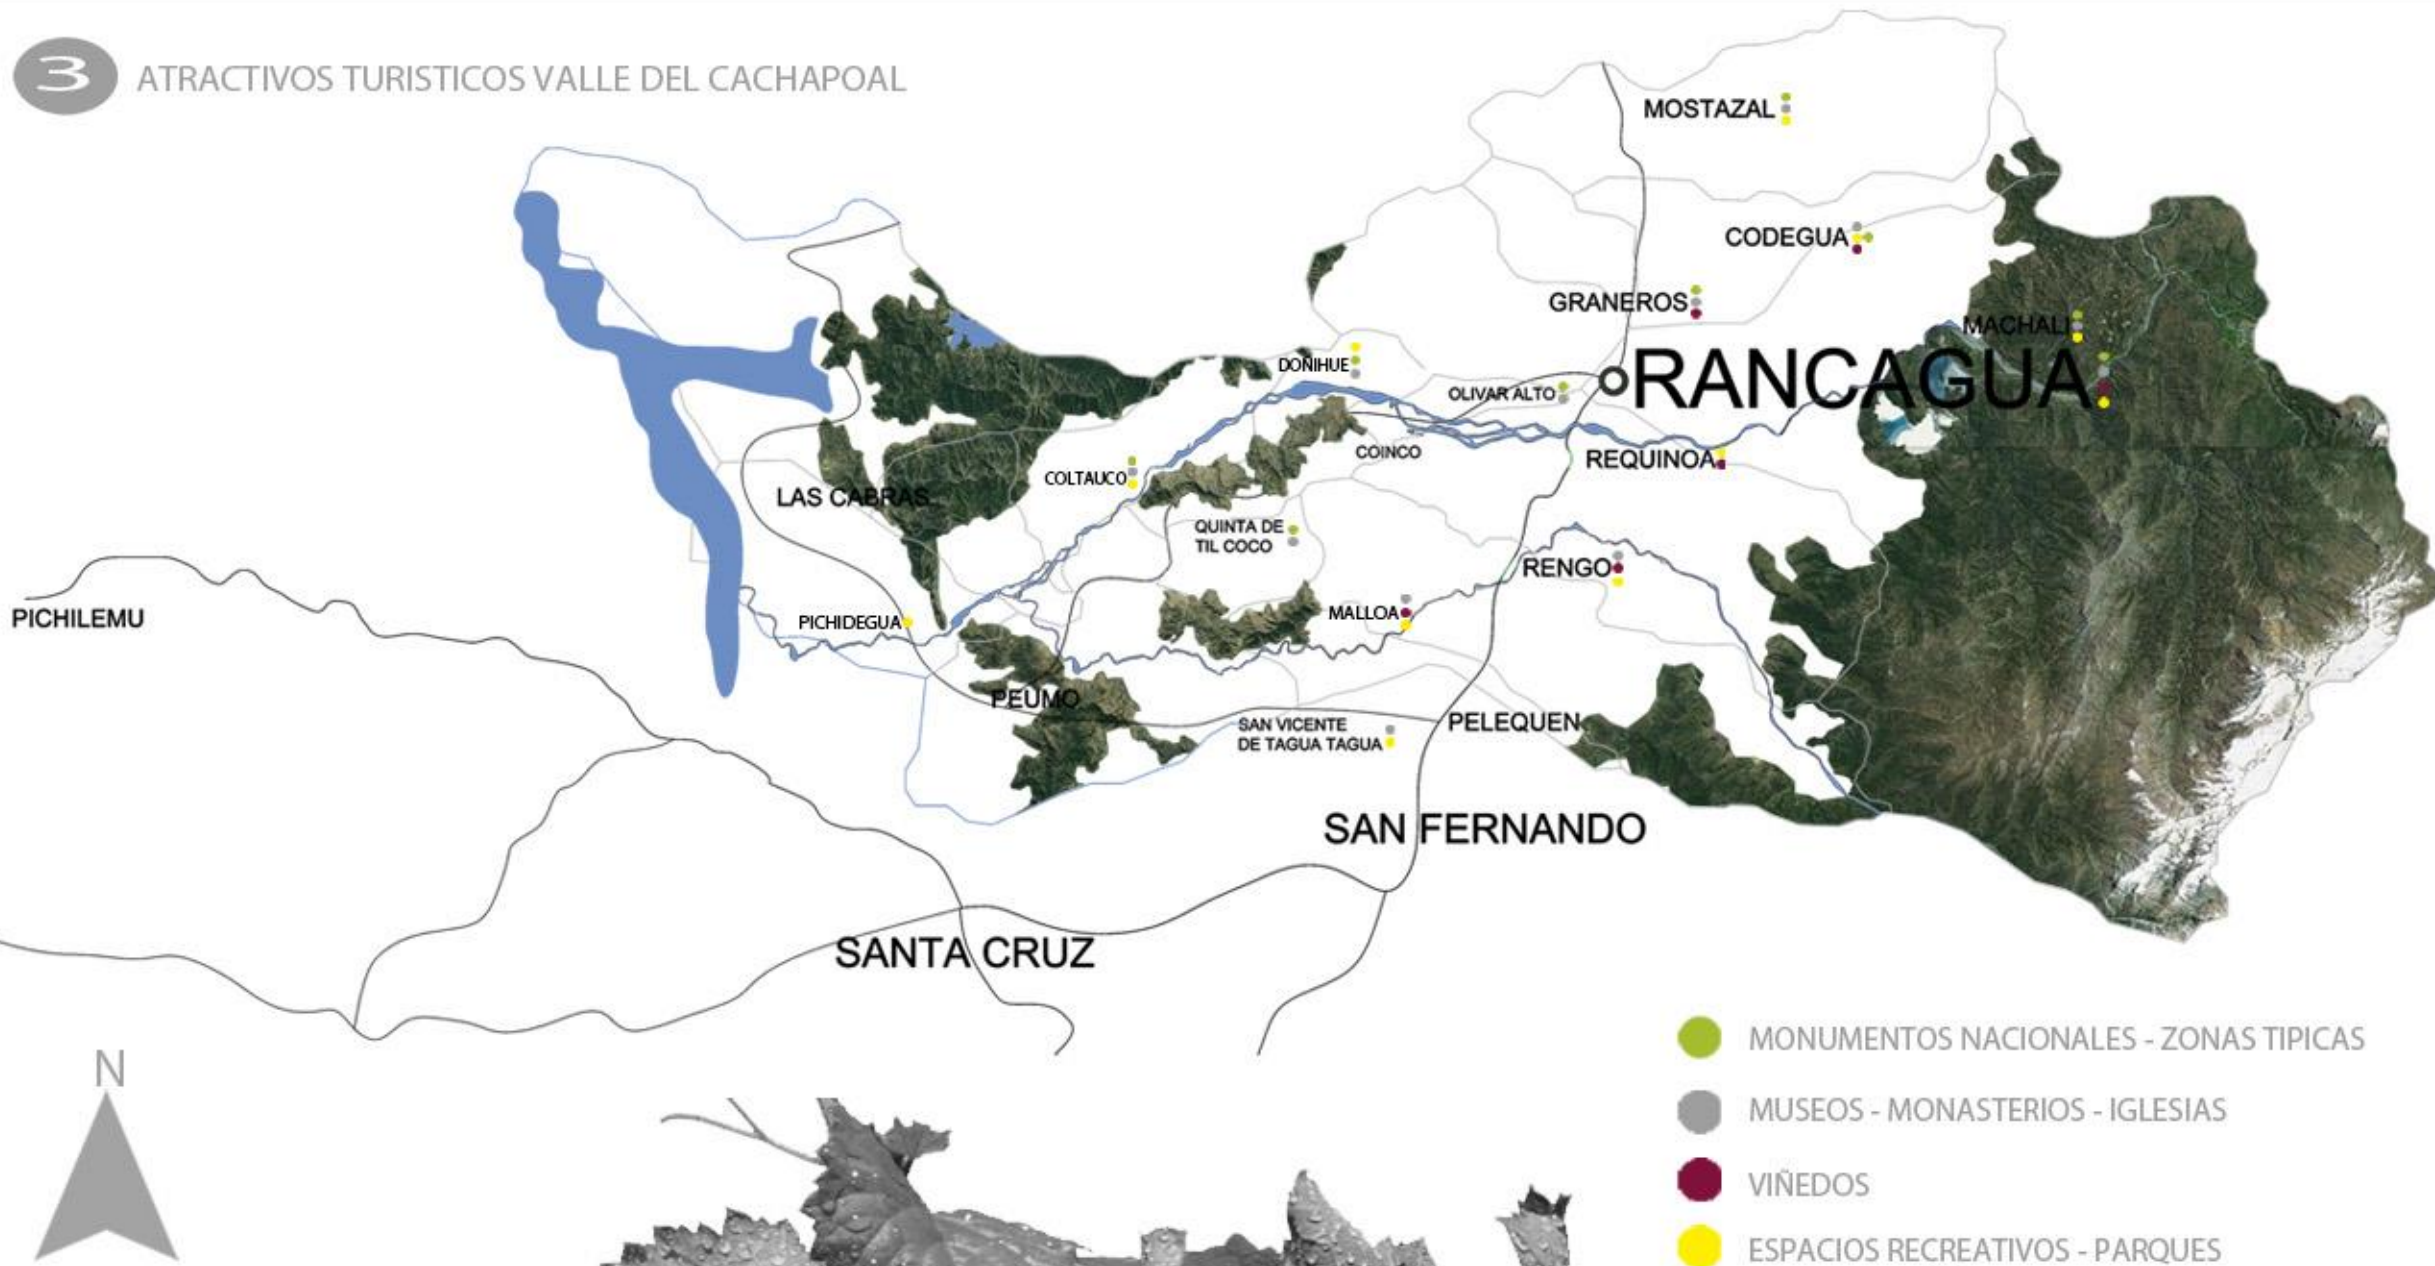 3 ATRACTIVOS TURISTICOS VALLE DEL CACHAPOAL
MOSTAZAL
CODEGUA
GRANEROS
MACHALI
RANCAGUA
DOÑIHUE
OLIVAR ALTO
COINCO
REQUINOA
COLTAUCO
LAS CABRAS
QUINTA DE
TIL COCO
RENGO
MALLOA
PICHILEMU
PICHIDEGUA
PEUMO
SAN VICENTE
DE TAGUA TAGUA
PELEQUEN
SAN FERNANDO
SANTA CRUZ
N
MONUMENTOS NACIONALES - ZONAS TIPICAS
MUSEOS - MONASTERIOS - IGLESIAS
VIÑEDOS
ESPACIOS RECREATIVOS - PARQUES